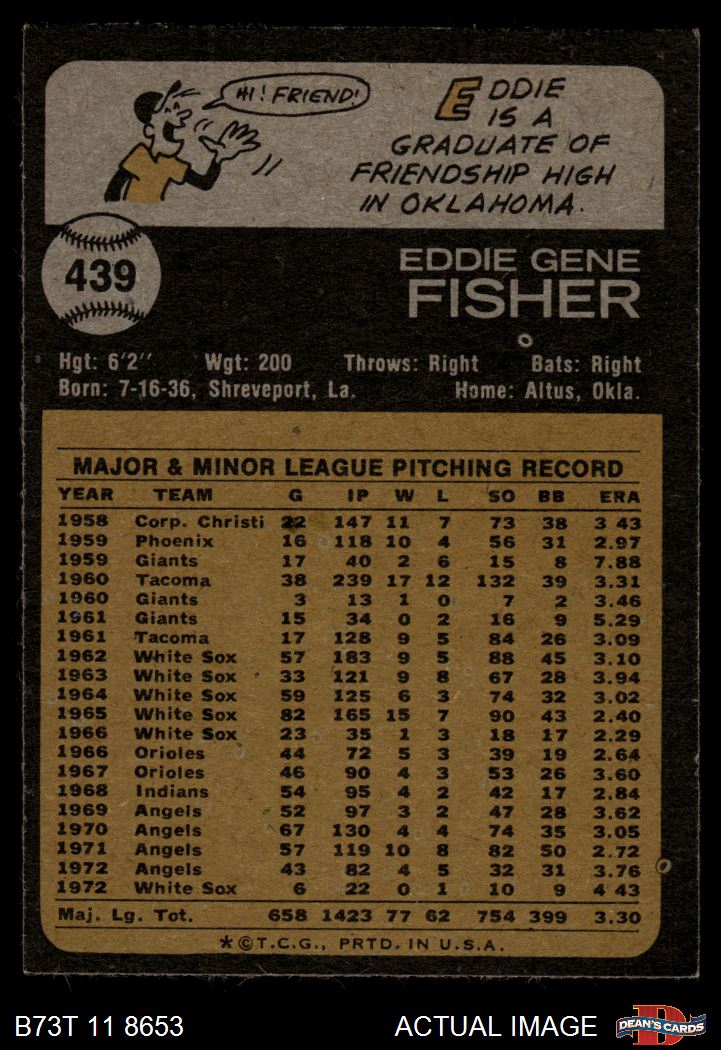 HI! FRIEND!
EDDIE
IS A
GRADUATE OF
FRIENDSHIP HIGH
IN OKLAHOMA.
439
EDDIE GENE
FISHER
Hgt: 6'2" Wgt: 200 Throws: Right Bats: Right
Born: 7-16-36, Shreveport, La. Home: Altus, Okla.
MAJOR & MINOR LEAGUE PITCHING RECORD
YEAR TEAM G IP W L SO BB ERA
1958 Corp. Christi 22 147 11 7 73 38 3 43
1959 Phoenix 16 118 10 4 56 31 2.97
1959 Giants 17 40 2 6 15 8 7.88
1960 Tacoma 38 239 17 12 132 39 3.31
1960 Giants 3 13 1 0 7 2 3.46
1961 Giants 15 34 0 2 16 9 5.29
1961 Tacoma 17 128 9 5 84 26 3.09
1962 White Sox 57 183 9 5 88 45 3.10
1963 White Sox 33 121 9 8 67 28 3.94
1964 White Sox 59 125 6 3 74 32 3.02
1965 White Sox 82 165 15 7 90 43 2.40
1966 White Sox 23 35 1 3 18 17 2.29
1966 Orioles 44 72 5 3 39 19 2.64
1967 Orioles 46 90 4 3 53 26 3.60
1968 Indians 54 95 4 2 42 17 2.84
1969 Angels 52 97 3 2 47 28 3.62
1970 Angels 67 130 4 4 74 35 3.05
1971 Angels 57 119 10 8 82 50 2.72
1972 Angels 43 82 4 5 32 31 3.76
1972 White Sox 6 22 0 1 10 9 4 43
Maj. Lg. Tot. 658 1423 77 62 754 399 3.30
*©T.C.G., PRTD. IN U.S.A.
B73T 11 8653 ACTUAL IMAGE
D
DEAN'S CARDS